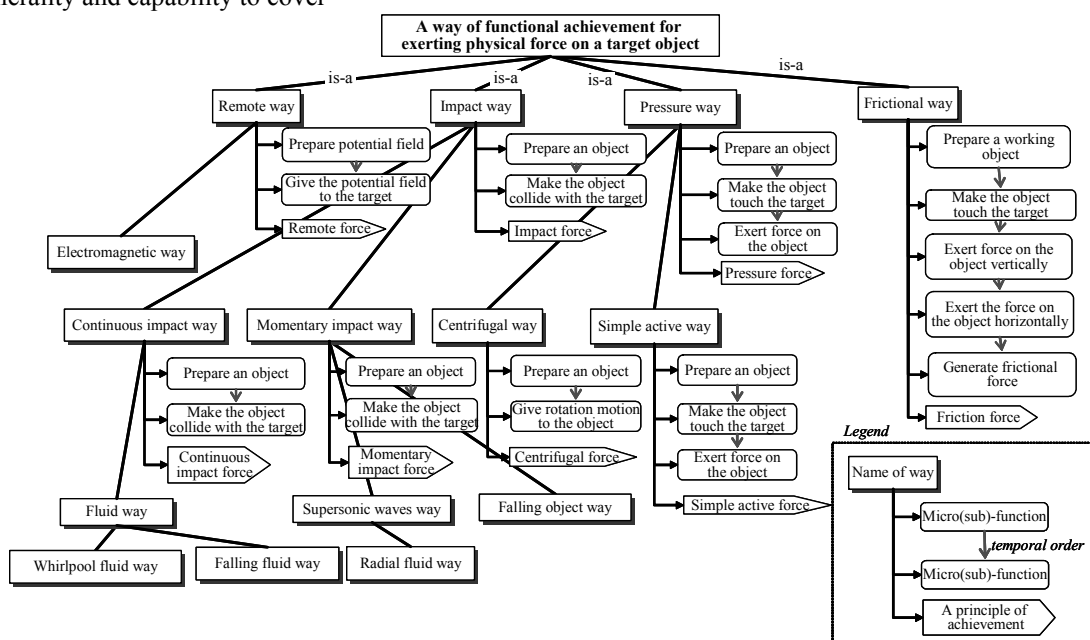 nerality and capability to cover
A way of functional achievement for
exerting physical force on a target object
is-a
is-a
is-a
is-a
Remote way
Impact way
Pressure way
Frictional way
Prepare potential field
Give the potential field
to the target
Remote force
Prepare an object
Make the object
collide with the target
Impact force
Prepare an object
Make the object
touch the target
Exert force on
the object
Pressure force
Prepare a working
object
Make the object
touch the target
Exert force on the
object vertically
Exert the force on
the object horizontally
Generate frictional
force
Friction force
Electromagnetic way
Continuous impact way
Momentary impact way
Centrifugal way
Simple active way
Prepare an object
Make the object
collide with the target
Continuous
impact force
Prepare an object
Make the object
collide with the target
Momentary
impact force
Prepare an object
Give rotation motion
to the object
Centrifugal force
Prepare an object
Make the object
touch the target
Exert force on
the object
Simple active force
Fluid way
Supersonic waves way
Falling object way
Whirlpool fluid way
Falling fluid way
Radial fluid way
Legend
Name of way
Micro(sub)-function
temporal order
Micro(sub)-function
A principle of
achievement